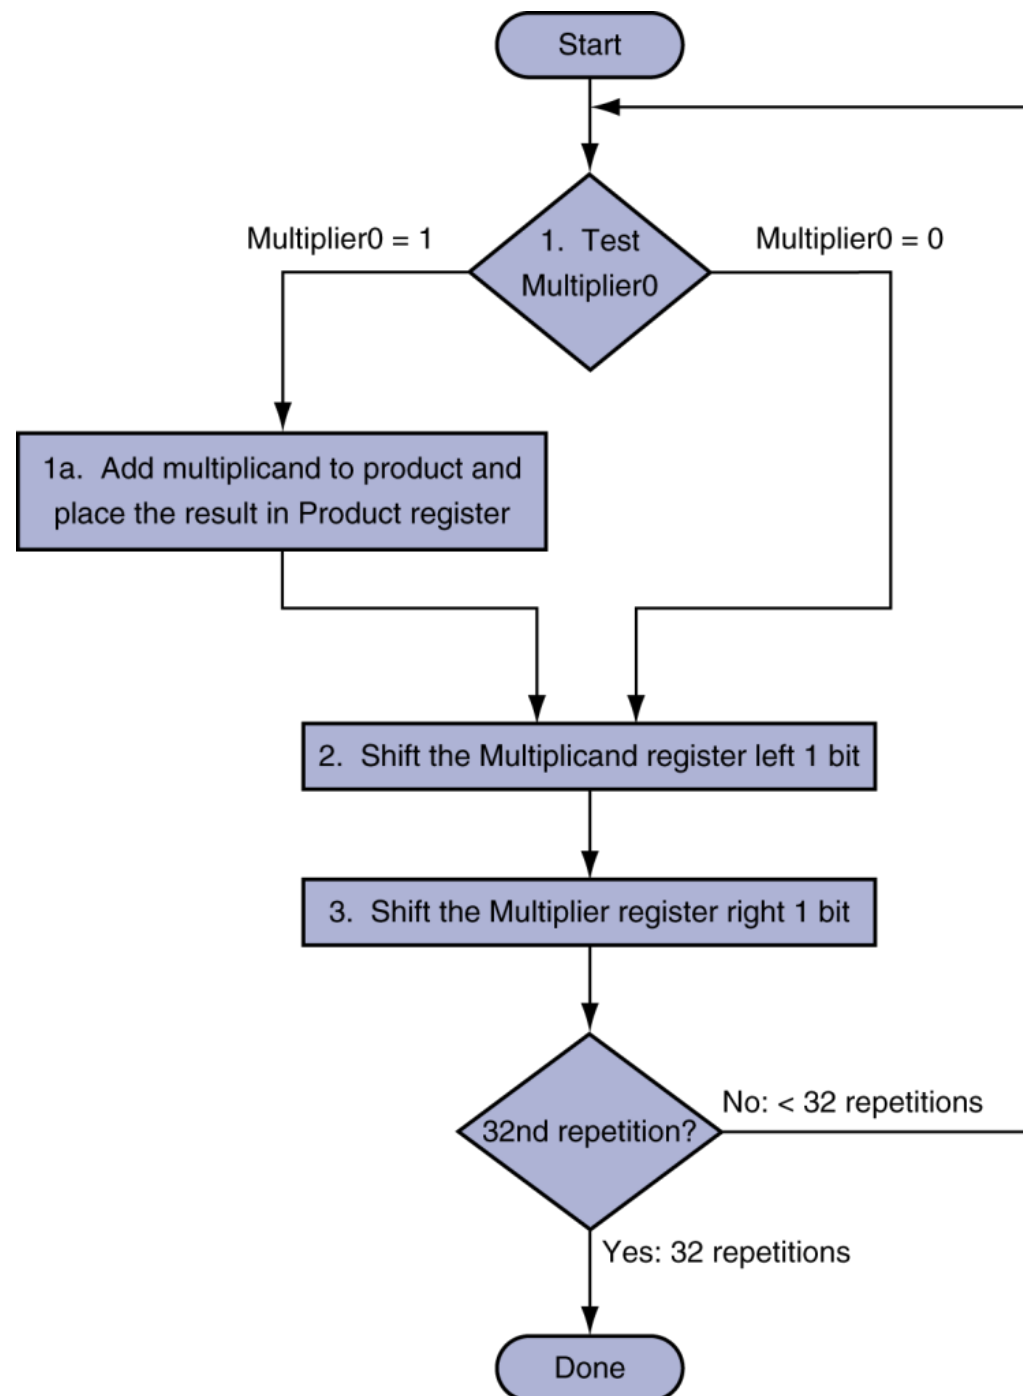 Start
Multiplier0 = 1
1. Test
Multiplier0
Multiplier0 = 0
1a. Add multiplicand to product and
place the result in Product register
2. Shift the Multiplicand register left 1 bit
3. Shift the Multiplier register right 1 bit
32nd repetition?
No: < 32 repetitions
Yes: 32 repetitions
Done